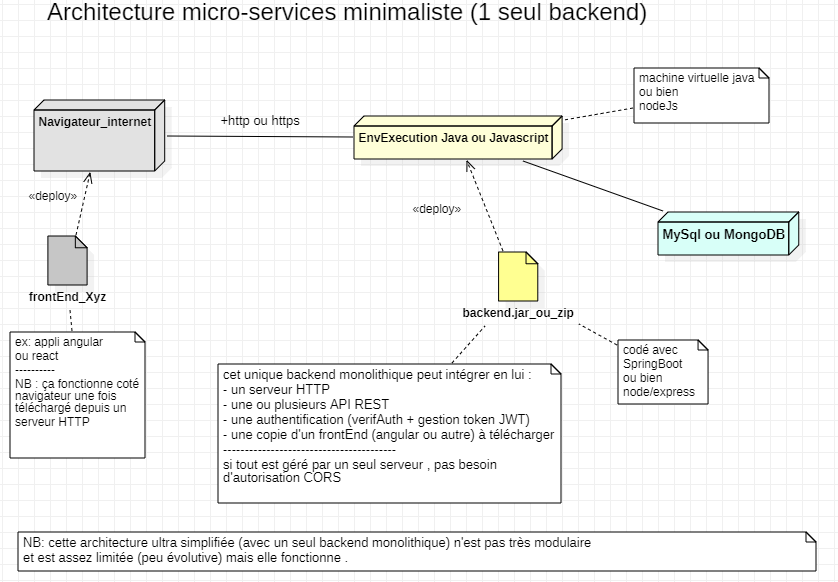 Architecture micro-services minimaliste (1 seul backend)
machine virtuelle java
ou bien
nodeJs
Navigateur_internet
+http ou https
EnvExecution Java ou Javascript
«deploy»
«deploy»
MySql ou MongoDB
frontEnd_Xyz
backend.jar_ou_zip
ex: appli angular
ou react
----------
NB : ça fonctionne coté
navigateur une fois
téléchargé depuis un
serveur HTTP
cet unique backend monolithique peut intégrer en lui :
- un serveur HTTP
- une ou plusieurs API REST
- une authentification (verifAuth + gestion token JWT)
- une copie d'un frontEnd (angular ou autre) à télécharger
----------------------------------------
si tout est géré par un seul serveur , pas besoin
d'autorisation CORS
codé avec
SpringBoot
ou bien
node/express
NB: cette architecture ultra simplifiée (avec un seul backend monolithique) n'est pas très modulaire
et est assez limitée (peu évolutive) mais elle fonctionne .